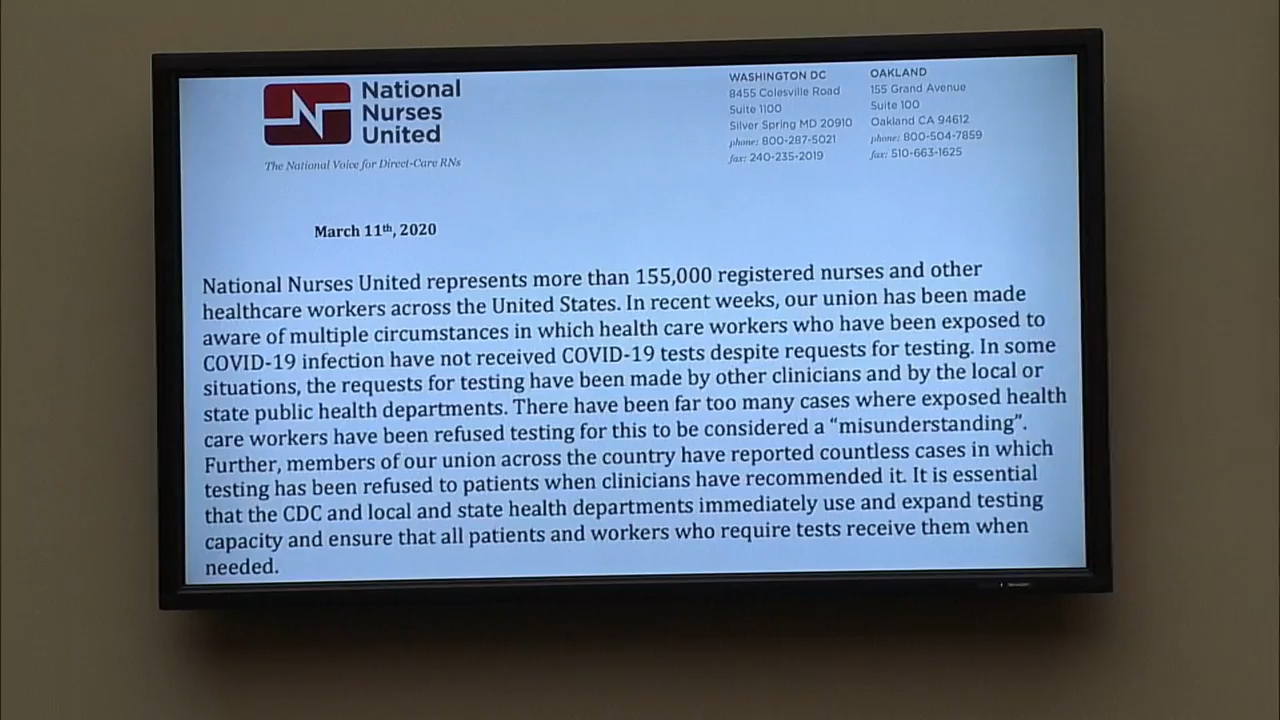 National
Nurses
United
The National Voice for Direct-Care RNs
WASHINGTON DC
8455 Colesville Road
Suite 1100
Silver Spring MD 20910
phone: 800-287-5021
fax: 240-235-2019
OAKLAND
155 Grand Avenue
Suite 100
Oakland CA 94612
phone: 800-504-7859
fax: 510-663-1625
March 11th, 2020
National Nurses United represents more than 155,000 registered nurses and other
healthcare workers across the United States. In recent weeks, our union has been made
aware of multiple circumstances in which health care workers who have been exposed to
COVID-19 infection have not received COVID-19 tests despite requests for testing. In some
situations, the requests for testing have been made by other clinicians and by the local or
state public health departments. There have been far too many cases where exposed health
care workers have been refused testing for this to be considered a “misunderstanding”.
Further, members of our union across the country have reported countless cases in which
testing has been refused to patients when clinicians have recommended it. It is essential
that the CDC and local and state health departments immediately use and expand testing
capacity and ensure that all patients and workers who require tests receive them when
needed.